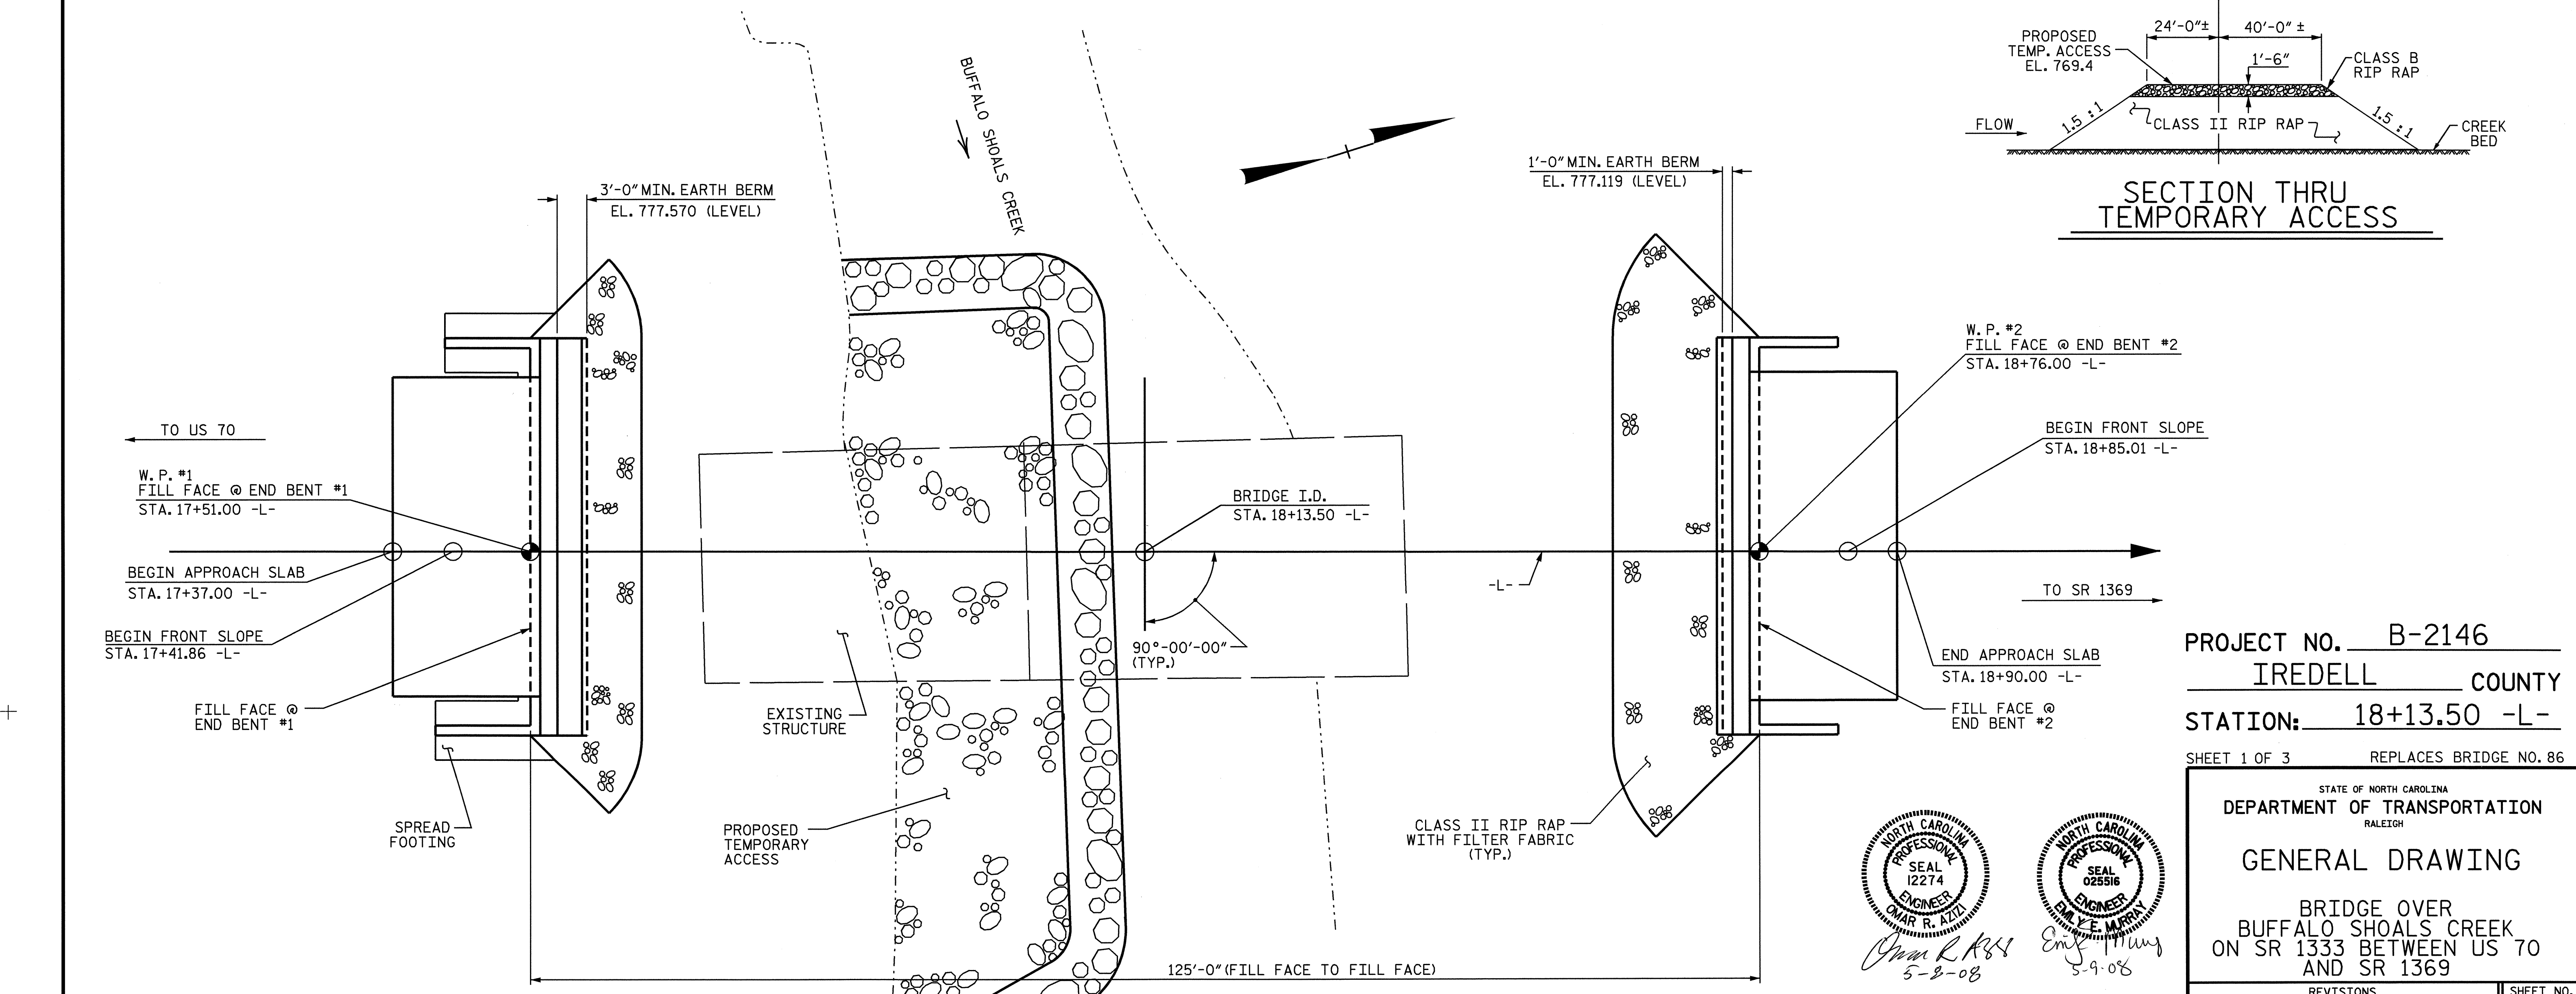 BUFFALO SHOALS CREEK
3'-0" MIN. EARTH BERM
EL. 777.570 (LEVEL)
1'-0" MIN. EARTH BERM
EL. 777.119 (LEVEL)
24'-0"±
40'-0" ±
PROPOSED
TEMP. ACCESS
EL. 769.4
1'-6"
CLASS B
RIP RAP
1.5 : 1
1.5 : 1
FLOW
CLASS II RIP RAP
CREEK
BED
SECTION THRU
TEMPORARY ACCESS
TO US 70
W. P. #1
FILL FACE @ END BENT #1
STA. 17+51.00 -L-
BEGIN APPROACH SLAB
STA. 17+37.00 -L-
BEGIN FRONT SLOPE
STA. 17+41.86 -L-
FILL FACE @
END BENT #1
SPREAD
FOOTING
EXISTING
STRUCTURE
PROPOSED
TEMPORARY
ACCESS
BRIDGE I.D.
STA. 18+13.50 -L-
90°-00'-00"
(TYP.)
-L-
125'-0" (FILL FACE TO FILL FACE)
CLASS II RIP RAP
WITH FILTER FABRIC
(TYP.)
W. P. #2
FILL FACE @ END BENT #2
STA. 18+76.00 -L-
BEGIN FRONT SLOPE
STA. 18+85.01 -L-
TO SR 1369
END APPROACH SLAB
STA. 18+90.00 -L-
FILL FACE @
END BENT #2
NORTH CAROLINA
PROFESSIONAL
SEAL
12274
ENGINEER
OMAR R. AZIZI
5-8-08
NORTH CAROLINA
PROFESSIONAL
SEAL
025516
ENGINEER
EMILY E. MURRAY
5-9-08
PROJECT NO. B-2146
IREDELL COUNTY
STATION: 18+13.50 -L-
SHEET 1 OF 3 REPLACES BRIDGE NO. 86
STATE OF NORTH CAROLINA
DEPARTMENT OF TRANSPORTATION
RALEIGH
GENERAL DRAWING
BRIDGE OVER
BUFFALO SHOALS CREEK
ON SR 1333 BETWEEN US 70
AND SR 1369
REVISIONS
SHEET NO.